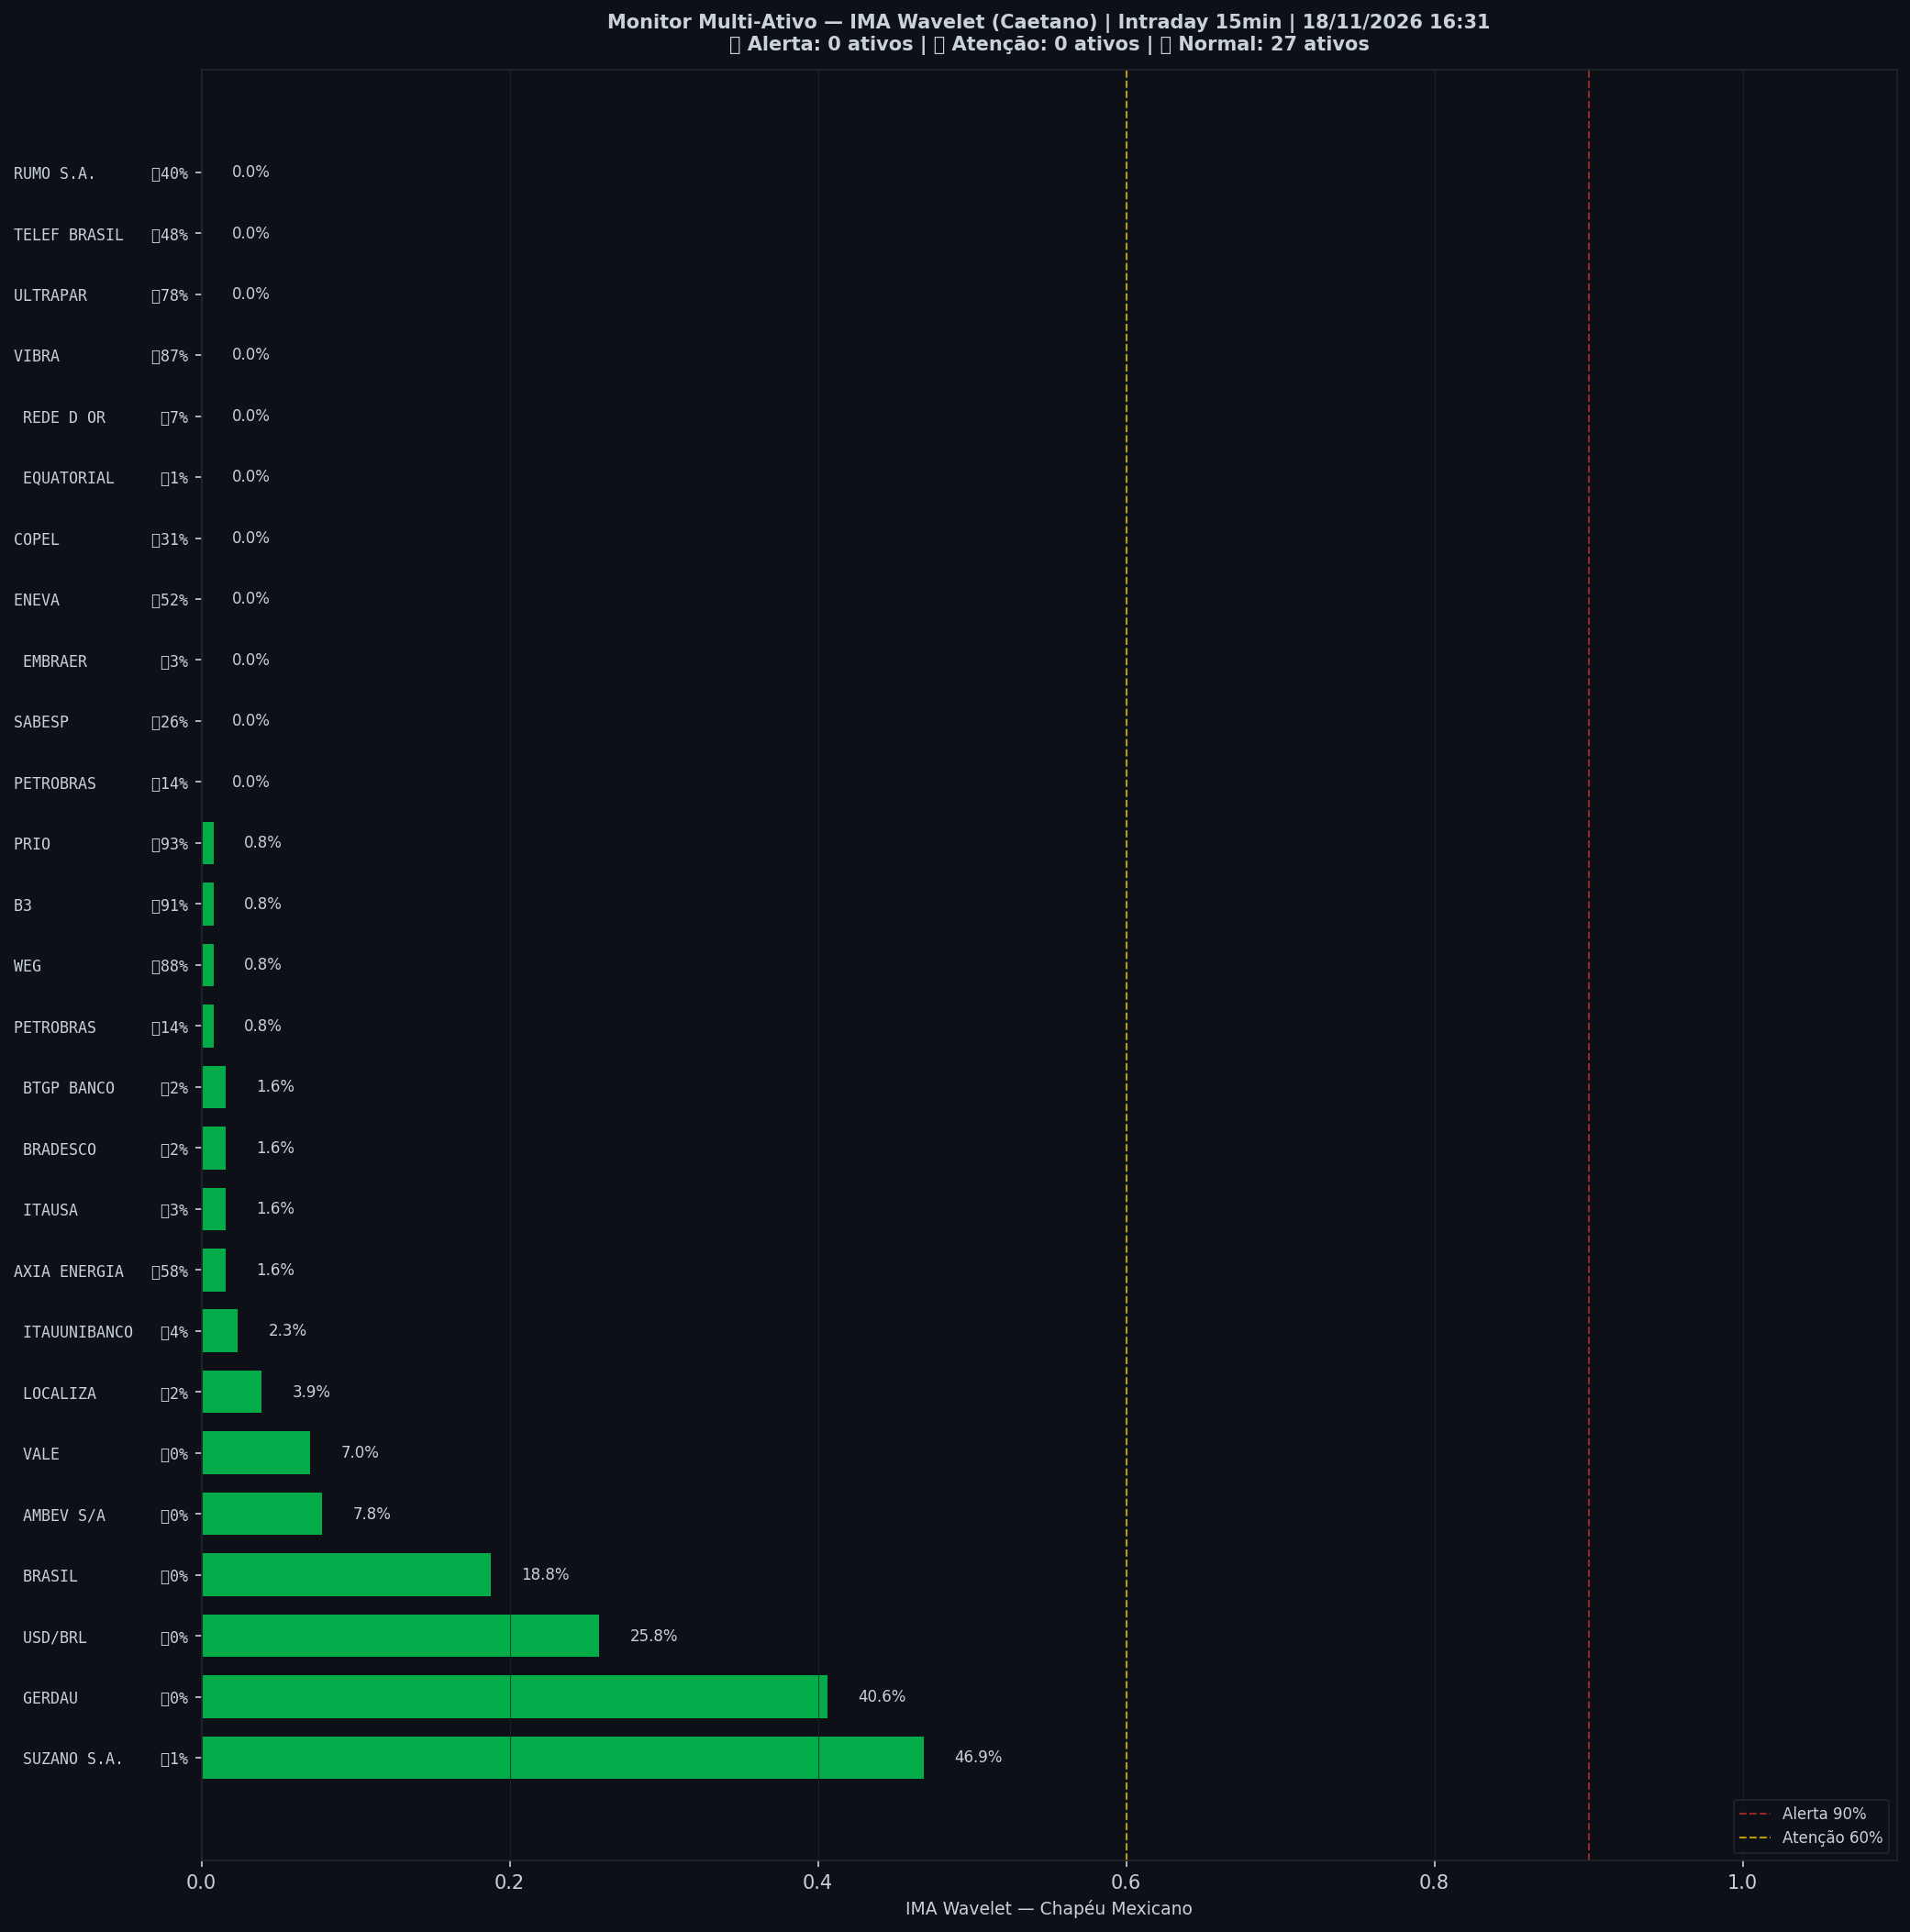 Monitor Multi-Ativo — IMA Wavelet (Caetano) | Intraday 15min | 18/11/2026 16:31
▯ Alerta: 0 ativos | ▯ Atenção: 0 ativos | ▯ Normal: 27 ativos
RUMO S.A. ▯40% 0.0%
TELEF BRASIL ▯48% 0.0%
ULTRAPAR ▯78% 0.0%
VIBRA ▯87% 0.0%
REDE D OR ▯7% 0.0%
EQUATORIAL ▯1% 0.0%
COPEL ▯31% 0.0%
ENEVA ▯52% 0.0%
EMBRAER ▯3% 0.0%
SABESP ▯26% 0.0%
PETROBRAS ▯14% 0.0%
PRIO ▯93% 0.8%
B3 ▯91% 0.8%
WEG ▯88% 0.8%
PETROBRAS ▯14% 0.8%
BTGP BANCO ▯2% 1.6%
BRADESCO ▯2% 1.6%
ITAUSA ▯3% 1.6%
AXIA ENERGIA ▯58% 1.6%
ITAUUNIBANCO ▯4% 2.3%
LOCALIZA ▯2% 3.9%
VALE ▯0% 7.0%
AMBEV S/A ▯0% 7.8%
BRASIL ▯0% 18.8%
USD/BRL ▯0% 25.8%
GERDAU ▯0% 40.6%
SUZANO S.A. ▯1% 46.9%
Alerta 90%
Atenção 60%
0.0 0.2 0.4 0.6 0.8 1.0
IMA Wavelet — Chapéu Mexicano